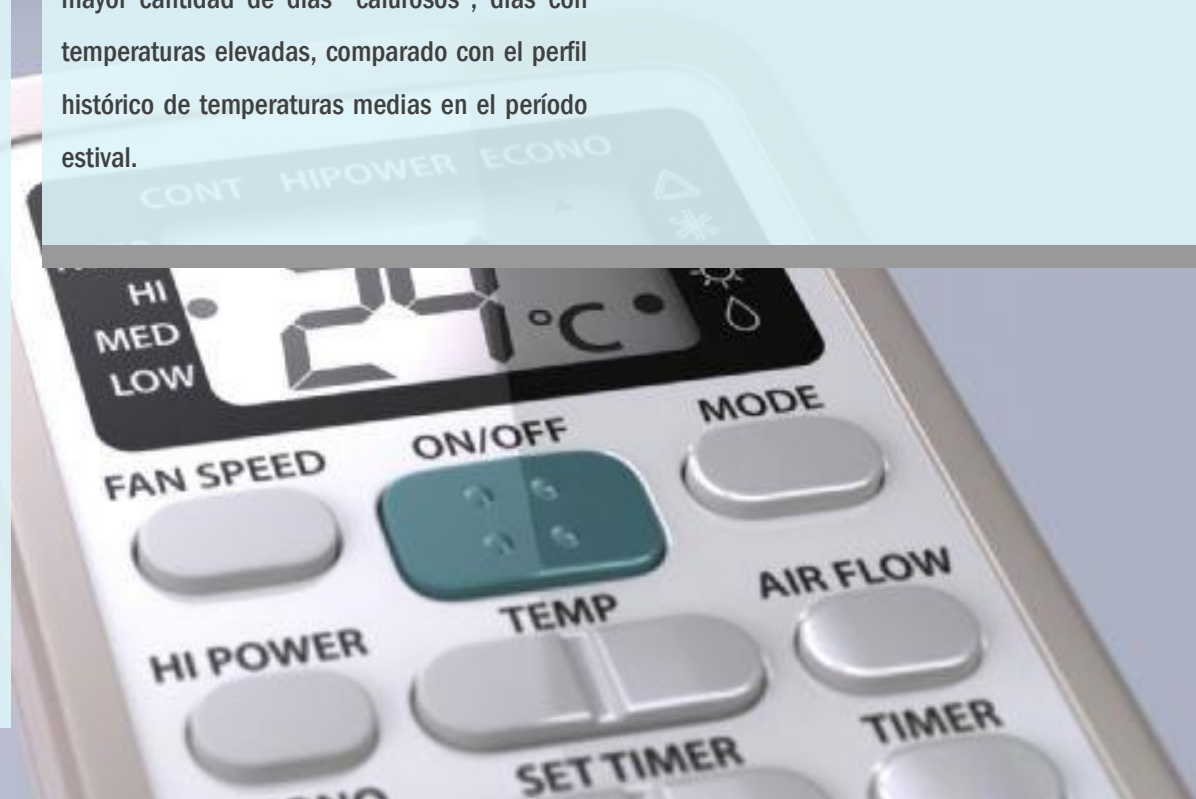 mayor cantidad de días "calurosos", días con
temperaturas elevadas, comparado con el perfil
histórico de temperaturas medias en el período
estival.
CONT HIPOWER ECONO
HI
MED
LOW
24 °C
FAN SPEED
ON/OFF
MODE
HI POWER
TEMP
AIR FLOW
SET TIMER
TIMER